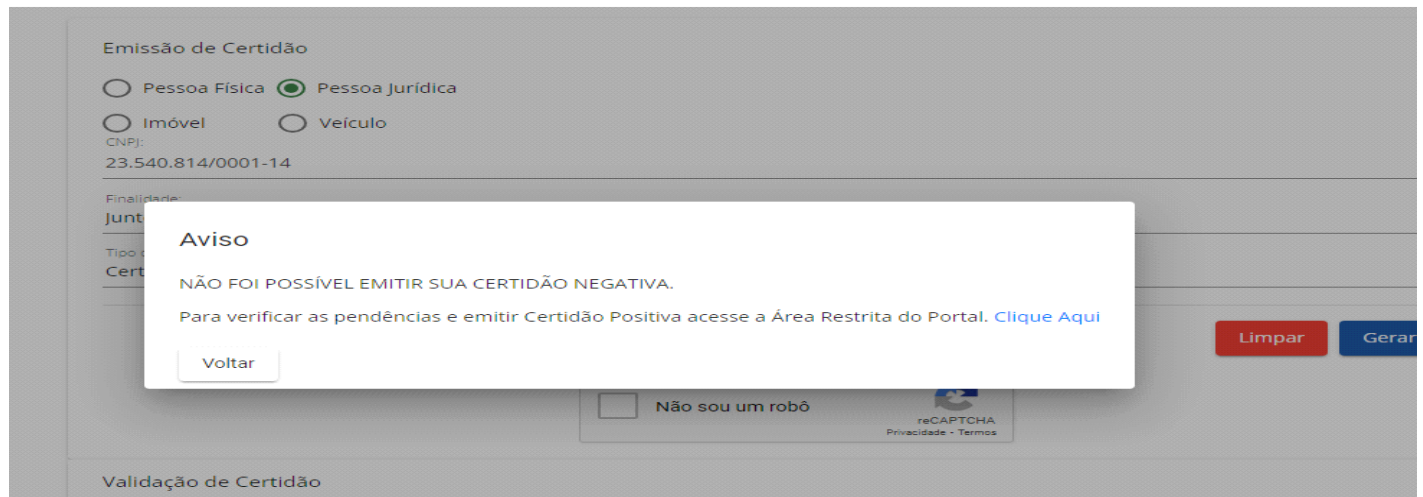 Emissão de Certidão
Pessoa Física Pessoa Jurídica
Imóvel Veículo
CNPJ:
23.540.814/0001-14
Finalidade:
Junt
Tipo
Cert
Aviso
NÃO FOI POSSÍVEL EMITIR SUA CERTIDÃO NEGATIVA.
Para verificar as pendências e emitir Certidão Positiva acesse a Área Restrita do Portal. Clique Aqui
Voltar
Limpar Gerar
Não sou um robô
reCAPTCHA
Privacidade - Termos
Validação de Certidão